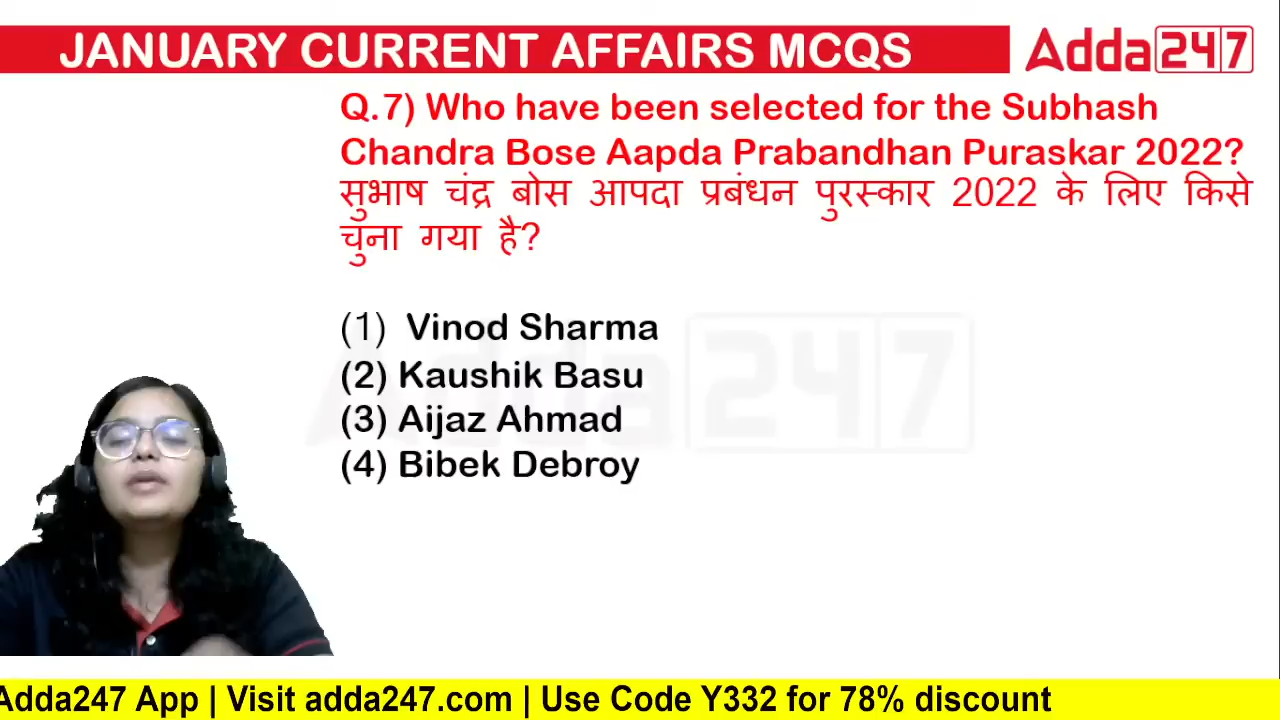 JANUARY CURRENT AFFAIRS MCQS
Adda247
Q.7) Who have been selected for the Subhash
Chandra Bose Aapda Prabandhan Puraskar 2022?
सुभाष चंद्र बोस आपदा प्रबंधन पुरस्कार 2022 के लिए किसे
चुना गया है?
(1) Vinod Sharma
(2) Kaushik Basu
(3) Aijaz Ahmad
(4) Bibek Debroy
Adda247
Adda247 App | Visit adda247.com | Use Code Y332 for 78% discount